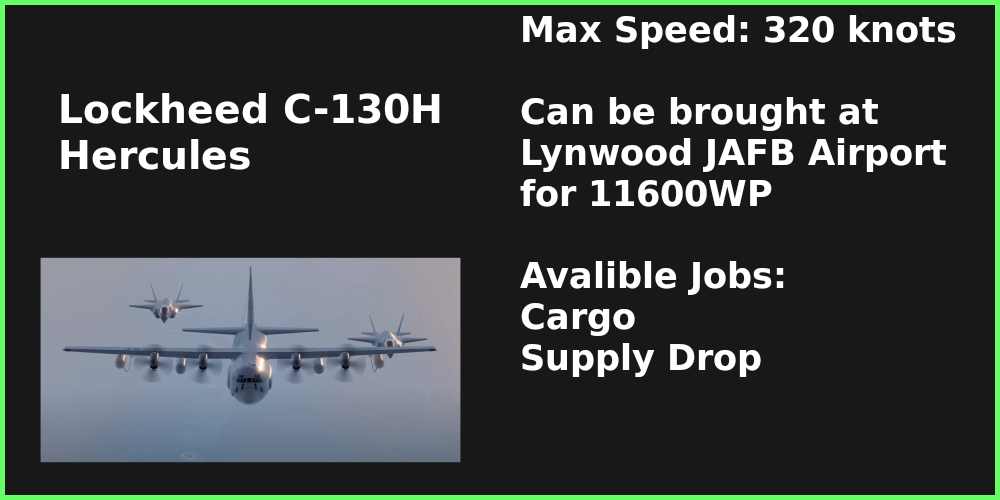 Lockheed C-130H
Hercules
Max Speed: 320 knots
Can be brought at
Lynwood JAFB Airport
for 11600WP
Avalible Jobs:
Cargo
Supply Drop